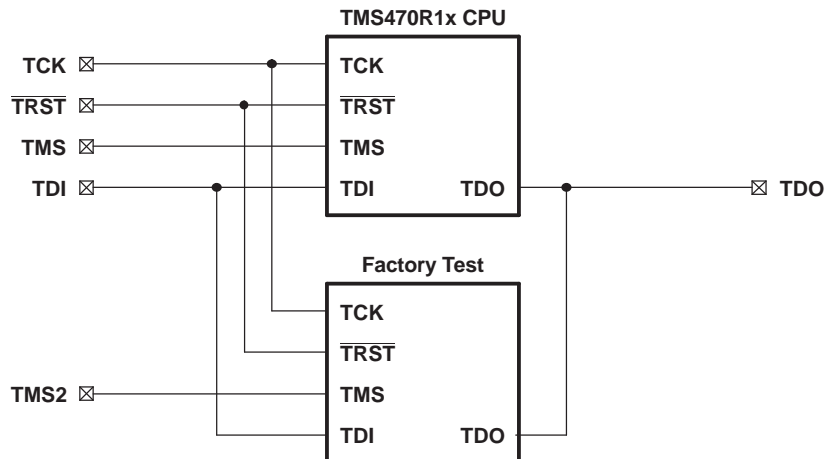 TMS470R1x CPU
TCK
TCK
TRST
TRST
TMS
TMS
TDI
TDI
TDO
TDO
Factory Test
TCK
TRST
TMS2
TMS
TDI
TDO